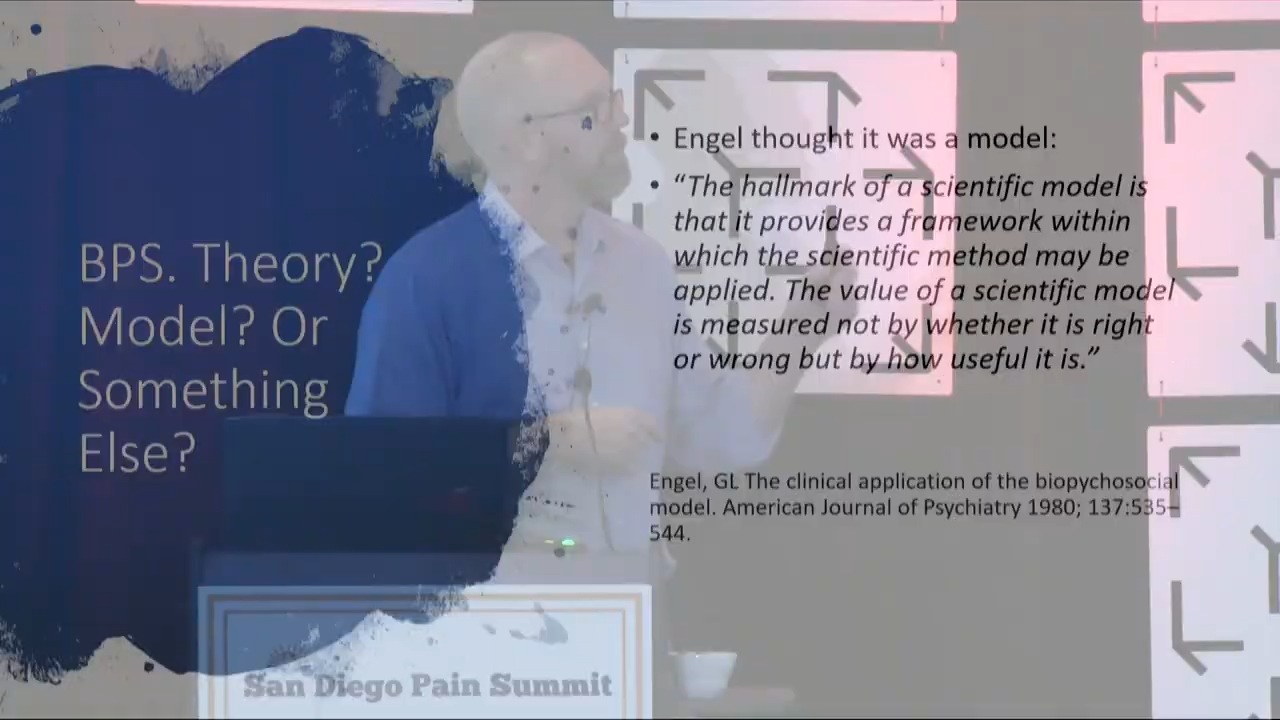 BPS. Theory?
Model? Or
Something
Else?
• Engel thought it was a model:
• “The hallmark of a scientific model is
that it provides a framework within
which the scientific method may be
applied. The value of a scientific model
is measured not by whether it is right
or wrong but by how useful it is.”
Engel, GL The clinical application of the biopychosocial
model. American Journal of Psychiatry 1980; 137:535–
544.
San Diego Pain Summit